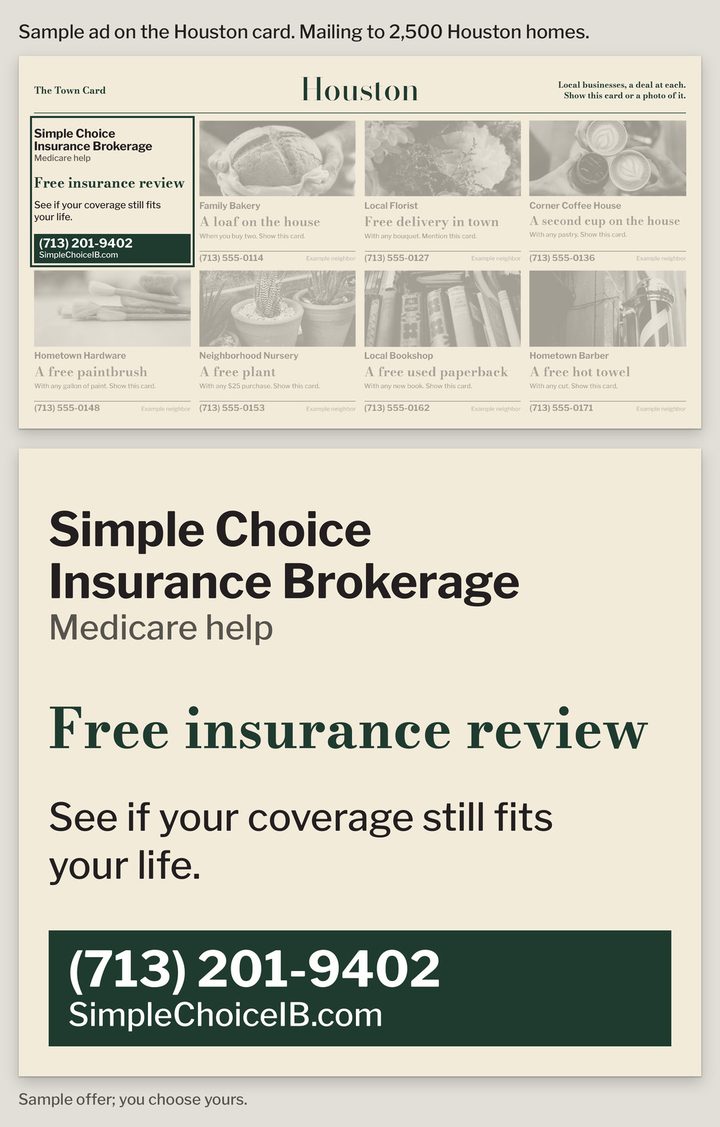 Sample ad on the Houston card. Mailing to 2,500 Houston homes.
The Town Card
Houston
Local businesses, a deal at each.
Show this card or a photo of it.
Simple Choice
Insurance Brokerage
Medicare help
Free insurance review
See if your coverage still fits
your life.
(713) 201-9402
SimpleChoiceIB.com
Family Bakery
A loaf on the house
When you buy two. Show this card.
(713) 555-0114
Example neighbor
Local Florist
Free delivery in town
With any bouquet. Mention this card.
(713) 555-0127
Example neighbor
Corner Coffee House
A second cup on the house
With any pastry. Show this card.
(713) 555-0136
Example neighbor
Hometown Hardware
A free paintbrush
With any gallon of paint. Show this card.
(713) 555-0148
Example neighbor
Neighborhood Nursery
A free plant
With any $25 purchase. Show this card.
(713) 555-0153
Example neighbor
Local Bookshop
A free used paperback
With any new book. Show this card.
(713) 555-0162
Example neighbor
Hometown Barber
A free hot towel
With any cut. Show this card.
(713) 555-0171
Example neighbor
Simple Choice
Insurance Brokerage
Medicare help
Free insurance review
See if your coverage still fits
your life.
(713) 201-9402
SimpleChoiceIB.com
Sample offer; you choose yours.